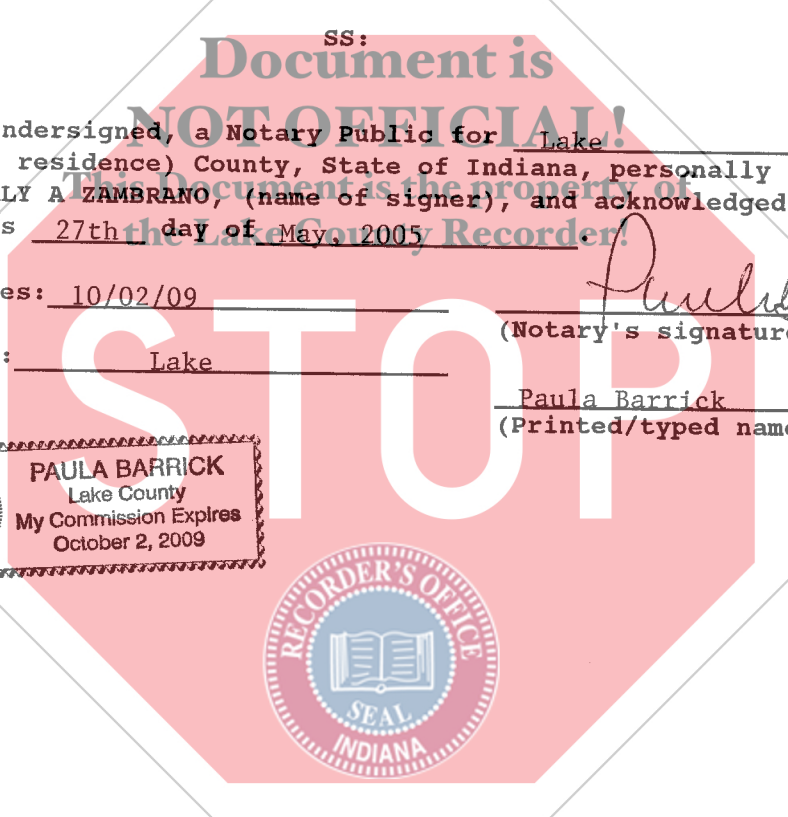 SS:
Document is
NOT OFFICIAL!
ndersigned, a Notary Public for Lake
residence) County, State of Indiana, personally
This Document is the property of
LY A ZAMBRANO, (name of signer), and acknowledged
s 27th day of May, 2005.
the Lake County Recorder!
es: 10/02/09
(Notary's signature
: Lake
Paula Barrick
(Printed/typed name
STOP
PAULA BARRICK
Lake County
My Commission Expires
October 2, 2009
RECORDER'S OFFICE
SEAL
INDIANA